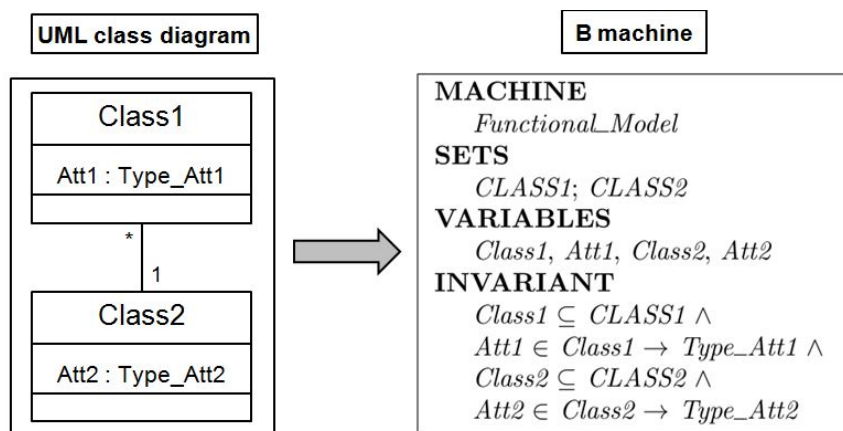 UML class diagram
Class1
Att1 : Type_Att1
*
1
Class2
Att2 : Type_Att2
B machine
MACHINE
Functional_Model
SETS
CLASS1; CLASS2
VARIABLES
Class1, Att1, Class2, Att2
INVARIANT
Class1 ⊆ CLASS1 ∧
Att1 ∈ Class1 → Type_Att1 ∧
Class2 ⊆ CLASS2 ∧
Att2 ∈ Class2 → Type_Att2